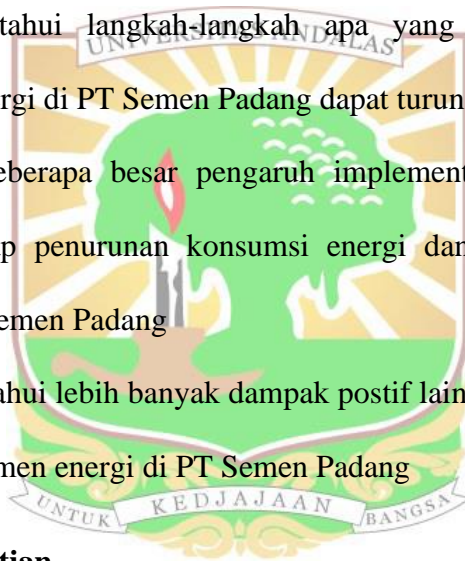 tahui langkah-langkah apa yang
UNIVERSITAS ANDALAS
rgi di PT Semen Padang dapat turun
eberapa besar pengaruh implement
p penurunan konsumsi energi dan
emen Padang
ahui lebih banyak dampak postif lain
men energi di PT Semen Padang
UNTUK KEDJAJAAN BANGSA
tian